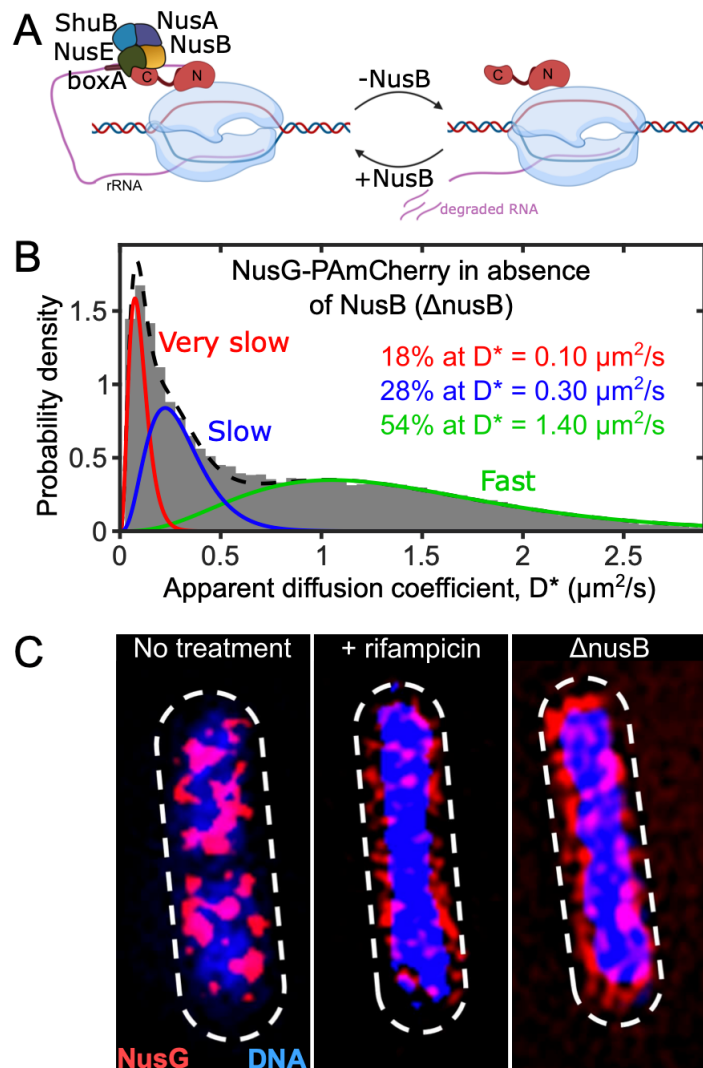 A
ShuB
NusA
NusE
NusB
boxA
C
N
rRNA
-NusB
+NusB
C
N
degraded RNA
B
NusG-PAmCherry in absence
of NusB (ΔnusB)
Very slow
Slow
Fast
18% at D* = 0.10 µm²/s
28% at D* = 0.30 µm²/s
54% at D* = 1.40 µm²/s
Probability density
1.5
1
0.5
0
0
0.5
1
1.5
2
2.5
Apparent diffusion coefficient, D* (µm²/s)
C
No treatment
+ rifampicin
ΔnusB
NusG
DNA